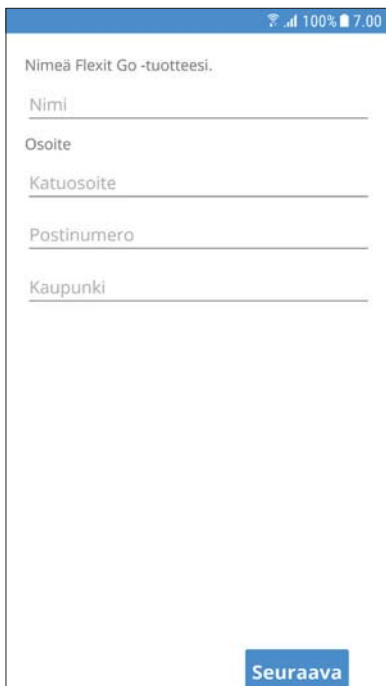 100% 7.00
Nimeä Flexit Go -tuotteesi.
Nimi
Osoite
Katuosoite
Postinumero
Kaupunki
Seuraava